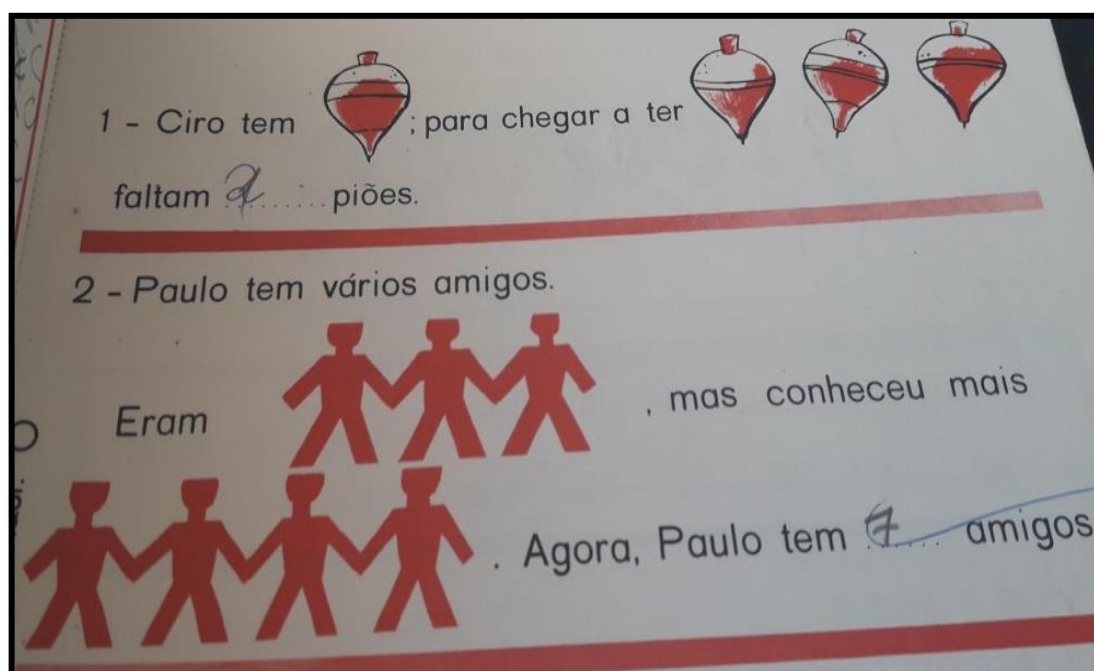 1 - Ciro tem ; para chegar a ter
faltam 2 ........ piões.
2 - Paulo tem vários amigos.
Eram , mas conheceu mais
. Agora, Paulo tem 7 ..... amigos